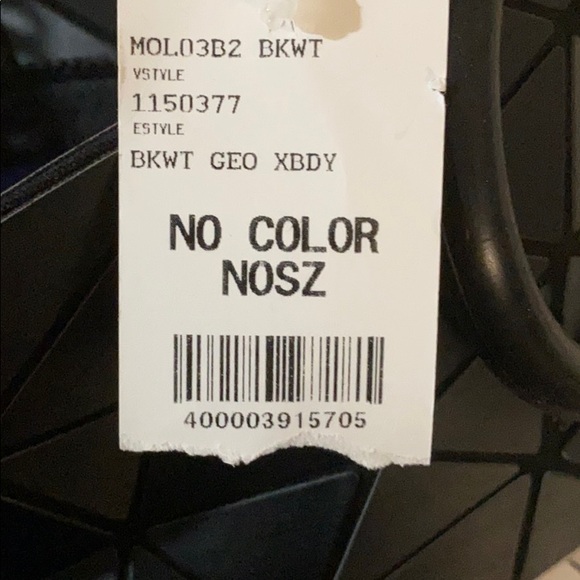 MOL03B2 BKWT
VSTYLE
1150377
ESTYLE
BKWT GEO XBDY
NO COLOR
NOSZ
400003915705